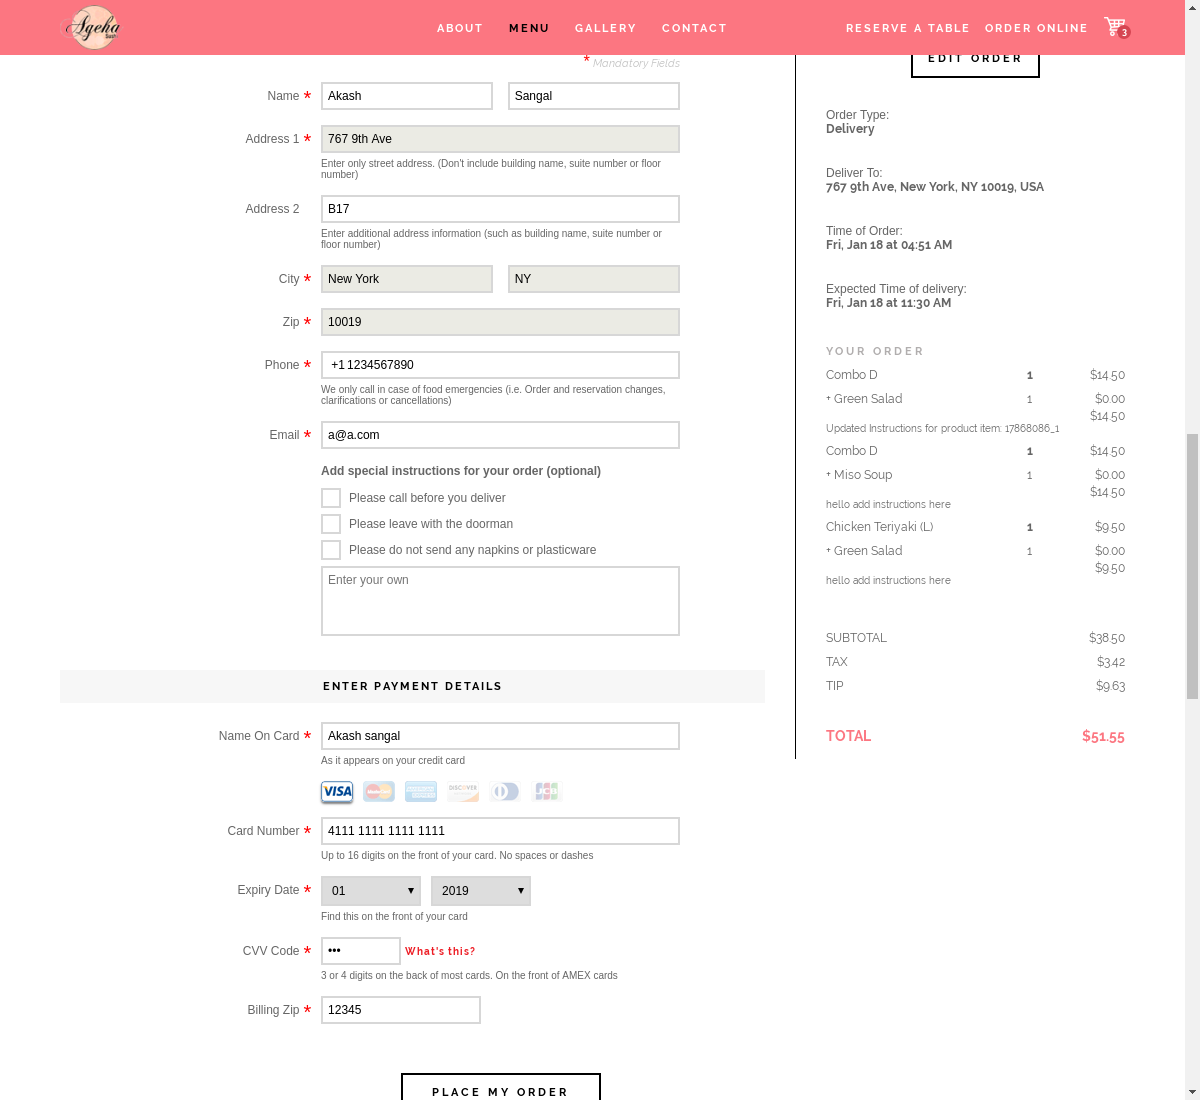 Ageha
Sushi
ABOUT MENU GALLERY CONTACT RESERVE A TABLE ORDER ONLINE 3
* Mandatory Fields
Name * Akash Sangal
Address 1 * 767 9th Ave
Enter only street address. (Don't include building name, suite number or floor
number)
Address 2 B17
Enter additional address information (such as building name, suite number or
floor number)
City * New York NY
Zip * 10019
Phone * +1 1234567890
We only call in case of food emergencies (i.e. Order and reservation changes,
clarifications or cancellations)
Email * a@a.com
Add special instructions for your order (optional)
Please call before you deliver
Please leave with the doorman
Please do not send any napkins or plasticware
Enter your own
ENTER PAYMENT DETAILS
Name On Card * Akash sangal
As it appears on your credit card
VISA MasterCard DISCOVER JCB
Card Number * 4111 1111 1111 1111
Up to 16 digits on the front of your card. No spaces or dashes
Expiry Date * 01 2019
Find this on the front of your card
CVV Code * ••• What's this?
3 or 4 digits on the back of most cards. On the front of AMEX cards
Billing Zip * 12345
PLACE MY ORDER
EDIT ORDER
Order Type:
Delivery
Deliver To:
767 9th Ave, New York, NY 10019, USA
Time of Order:
Fri, Jan 18 at 04:51 AM
Expected Time of delivery:
Fri, Jan 18 at 11:30 AM
YOUR ORDER
Combo D 1 $14.50
+ Green Salad 1 $0.00
$14.50
Updated Instructions for product item: 17868086_1
Combo D 1 $14.50
+ Miso Soup 1 $0.00
$14.50
hello add instructions here
Chicken Teriyaki (L) 1 $9.50
+ Green Salad 1 $0.00
$9.50
hello add instructions here
SUBTOTAL $38.50
TAX $3.42
TIP $9.63
TOTAL $51.55